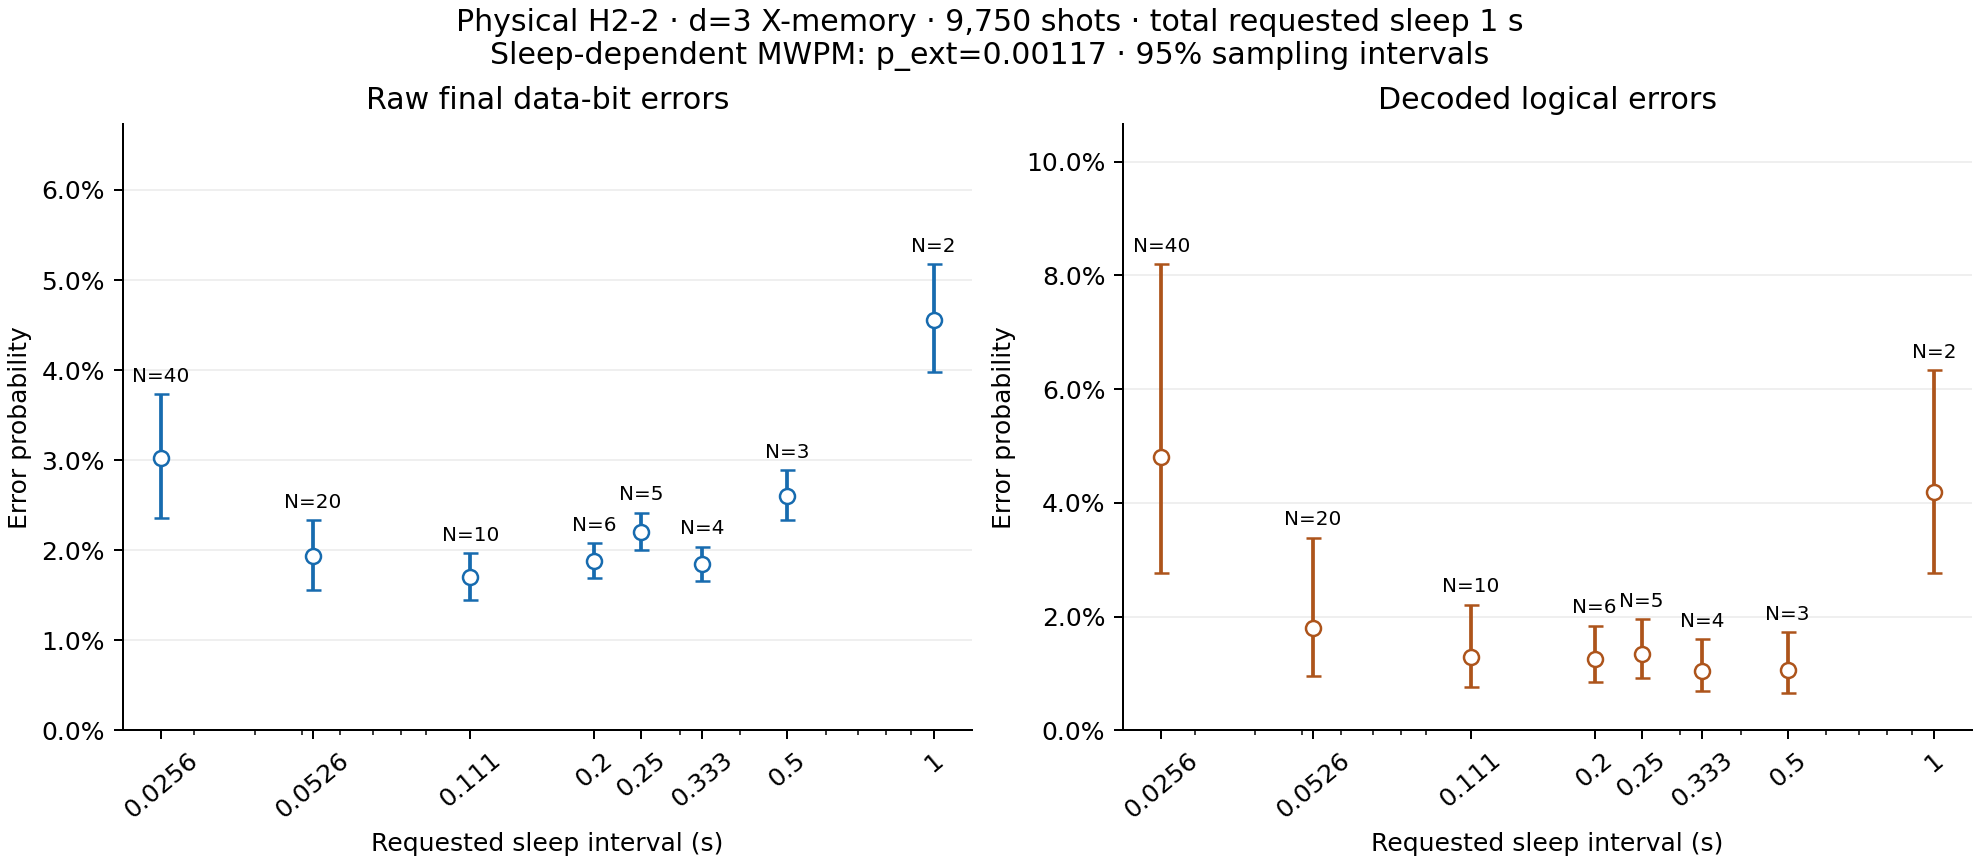 Physical H2-2 · d=3 X-memory · 9,750 shots · total requested sleep 1 s
Sleep-dependent MWPM: p_ext=0.00117 · 95% sampling intervals
Raw final data-bit errors
Error probability
6.0%
5.0%
4.0%
3.0%
2.0%
1.0%
0.0%
N=40
N=20
N=10
N=6
N=5
N=4
N=3
N=2
0.0256
0.0526
0.111
0.2
0.25
0.333
0.5
1
Requested sleep interval (s)
Decoded logical errors
Error probability
10.0%
8.0%
6.0%
4.0%
2.0%
0.0%
N=40
N=20
N=10
N=6
N=5
N=4
N=3
N=2
0.0256
0.0526
0.111
0.2
0.25
0.333
0.5
1
Requested sleep interval (s)